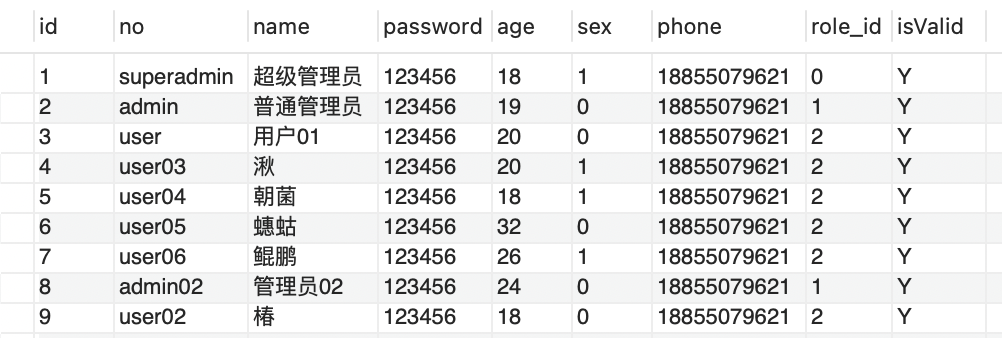 id no name password age sex phone role_id isValid
1 superadmin 超级管理员 123456 18 1 18855079621 0 Y
2 admin 普通管理员 123456 19 0 18855079621 1 Y
3 user 用户01 123456 20 0 18855079621 2 Y
4 user03 湫 123456 20 1 18855079621 2 Y
5 user04 朝菌 123456 18 1 18855079621 2 Y
6 user05 蟪蛄 123456 32 0 18855079621 2 Y
7 user06 鲲鹏 123456 26 1 18855079621 2 Y
8 admin02 管理员02 123456 24 0 18855079621 1 Y
9 user02 椿 123456 18 0 18855079621 2 Y